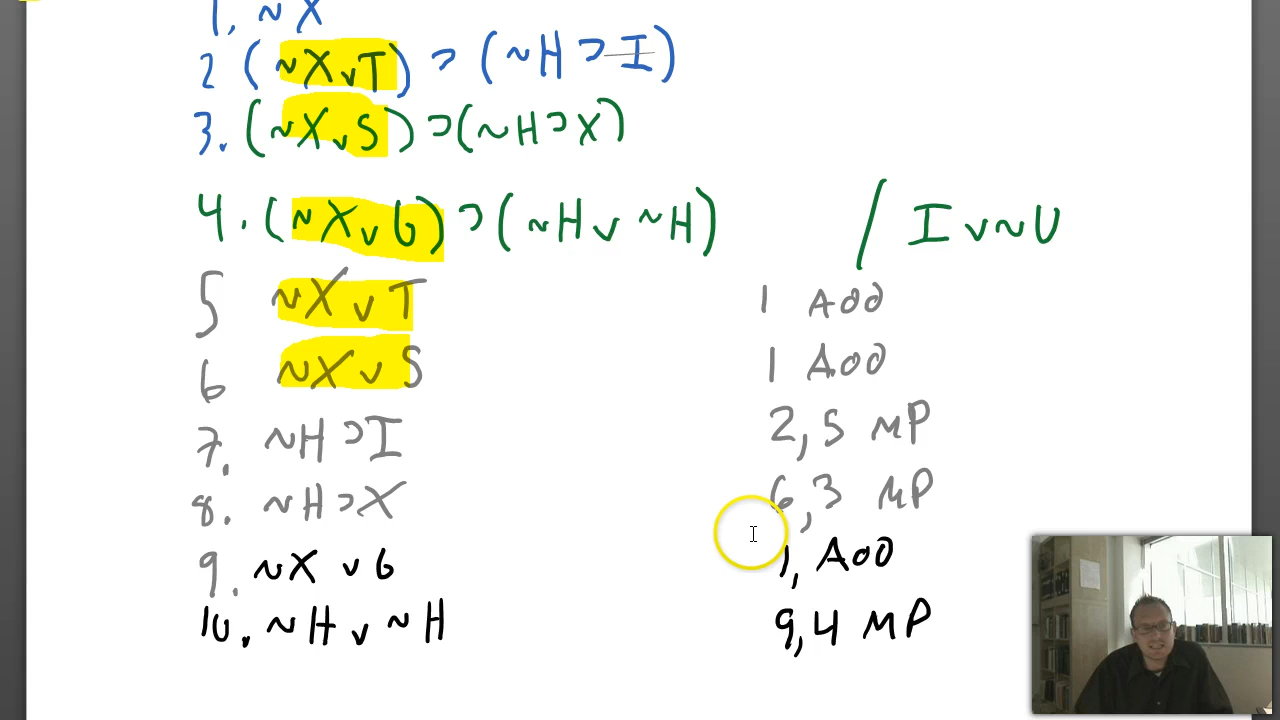 1. ~X
2 (~X v T) ⊃ (~H ⊃ I)
3. (~X v S) ⊃ (~H ⊃ X)
4. (~X v G) ⊃ (~H v ~H) / I v ~U
5 ~X v T 1 ADD
6 ~X v S 1 ADD
7. ~H ⊃ I 2, 5 MP
8. ~H ⊃ X 6, 3 MP
9. ~X v G 1, ADD
10. ~H v ~H 9, 4 MP